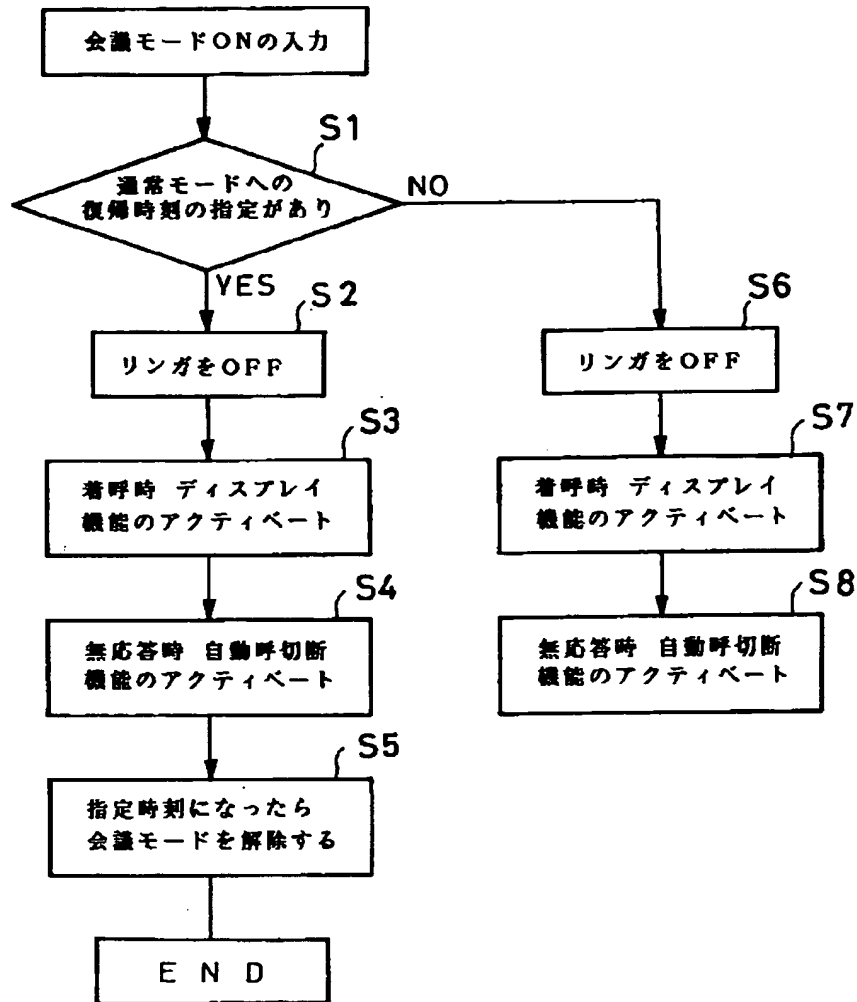 会議モードONの入力
S1
通常モードへの
復帰時刻の指定があり
NO
YES
S2
リンガをOFF
S3
着呼時 ディスプレイ
機能のアクティベート
S4
無応答時 自動呼切断
機能のアクティベート
S5
指定時刻になったら
会議モードを解除する
END
S6
リンガをOFF
S7
着呼時 ディスプレイ
機能のアクティベート
S8
無応答時 自動呼切断
機能のアクティベート